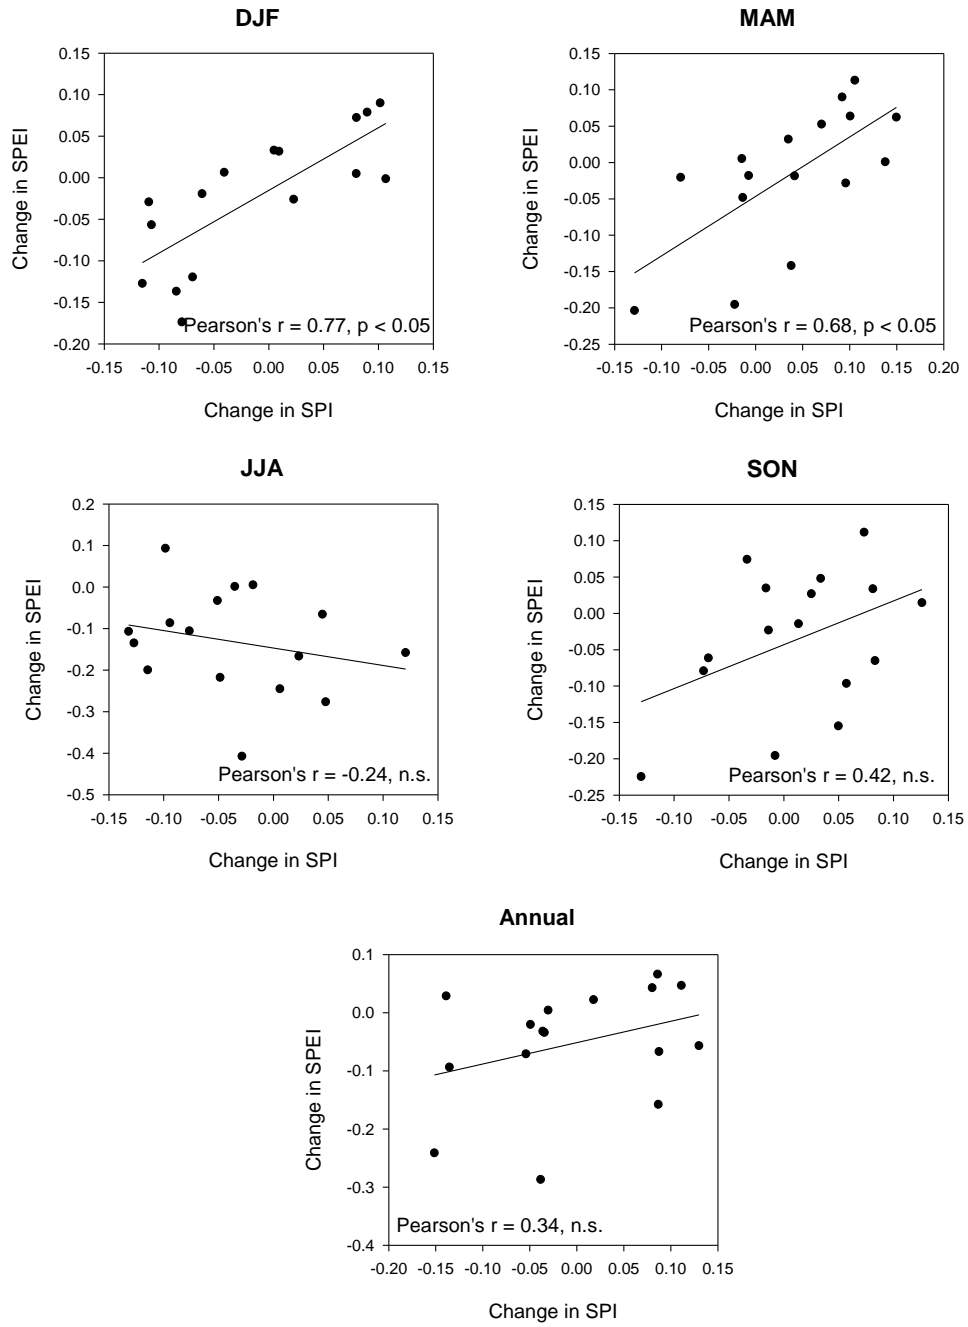 DJF
0.15
0.10
0.05
0.00
-0.05
-0.10
-0.15
-0.20
Change in SPEI
Pearson's r = 0.77, p < 0.05
-0.15 -0.10 -0.05 0.00 0.05 0.10 0.15
Change in SPI
MAM
0.15
0.10
0.05
0.00
-0.05
-0.10
-0.15
-0.20
-0.25
Change in SPEI
Pearson's r = 0.68, p < 0.05
-0.15 -0.10 -0.05 0.00 0.05 0.10 0.15 0.20
Change in SPI
JJA
0.2
0.1
0.0
-0.1
-0.2
-0.3
-0.4
-0.5
Change in SPEI
Pearson's r = -0.24, n.s.
-0.15 -0.10 -0.05 0.00 0.05 0.10 0.15
Change in SPI
SON
0.15
0.10
0.05
0.00
-0.05
-0.10
-0.15
-0.20
-0.25
Change in SPEI
Pearson's r = 0.42, n.s.
-0.15 -0.10 -0.05 0.00 0.05 0.10 0.15
Change in SPI
Annual
0.1
0.0
-0.1
-0.2
-0.3
-0.4
Change in SPEI
Pearson's r = 0.34, n.s.
-0.20 -0.15 -0.10 -0.05 0.00 0.05 0.10 0.15
Change in SPI